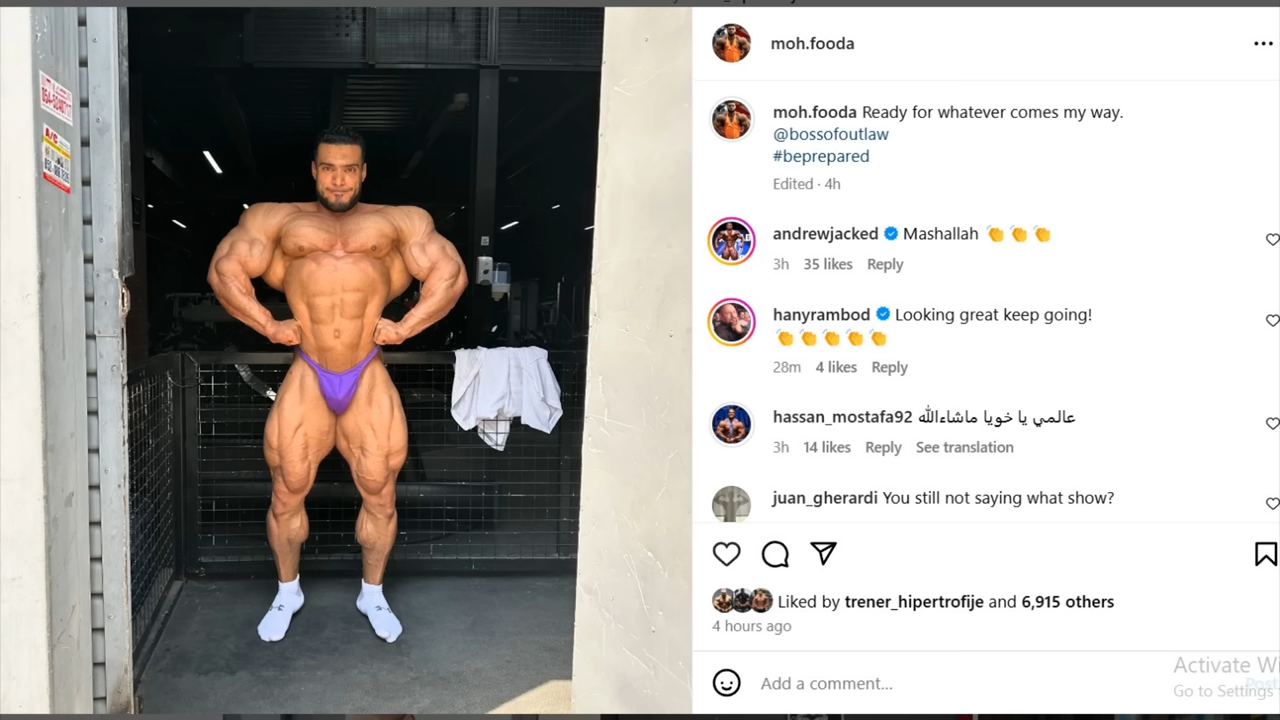 moh.fooda
moh.fooda Ready for whatever comes my way.
@bossofoutlaw
#beprepared
Edited · 4h
andrewjacked Mashallah 👏 👏 👏
3h 35 likes Reply
hanyrambod Looking great keep going!
👏 👏 👏 👏 👏
28m 4 likes Reply
hassan_mostafa92 عالمي يا خويا ماشاءالله
3h 14 likes Reply See translation
juan_gherardi You still not saying what show?
Liked by trener_hipertrofije and 6,915 others
4 hours ago
Add a comment...
Post
Activate Wi
Go to Settings
A/C